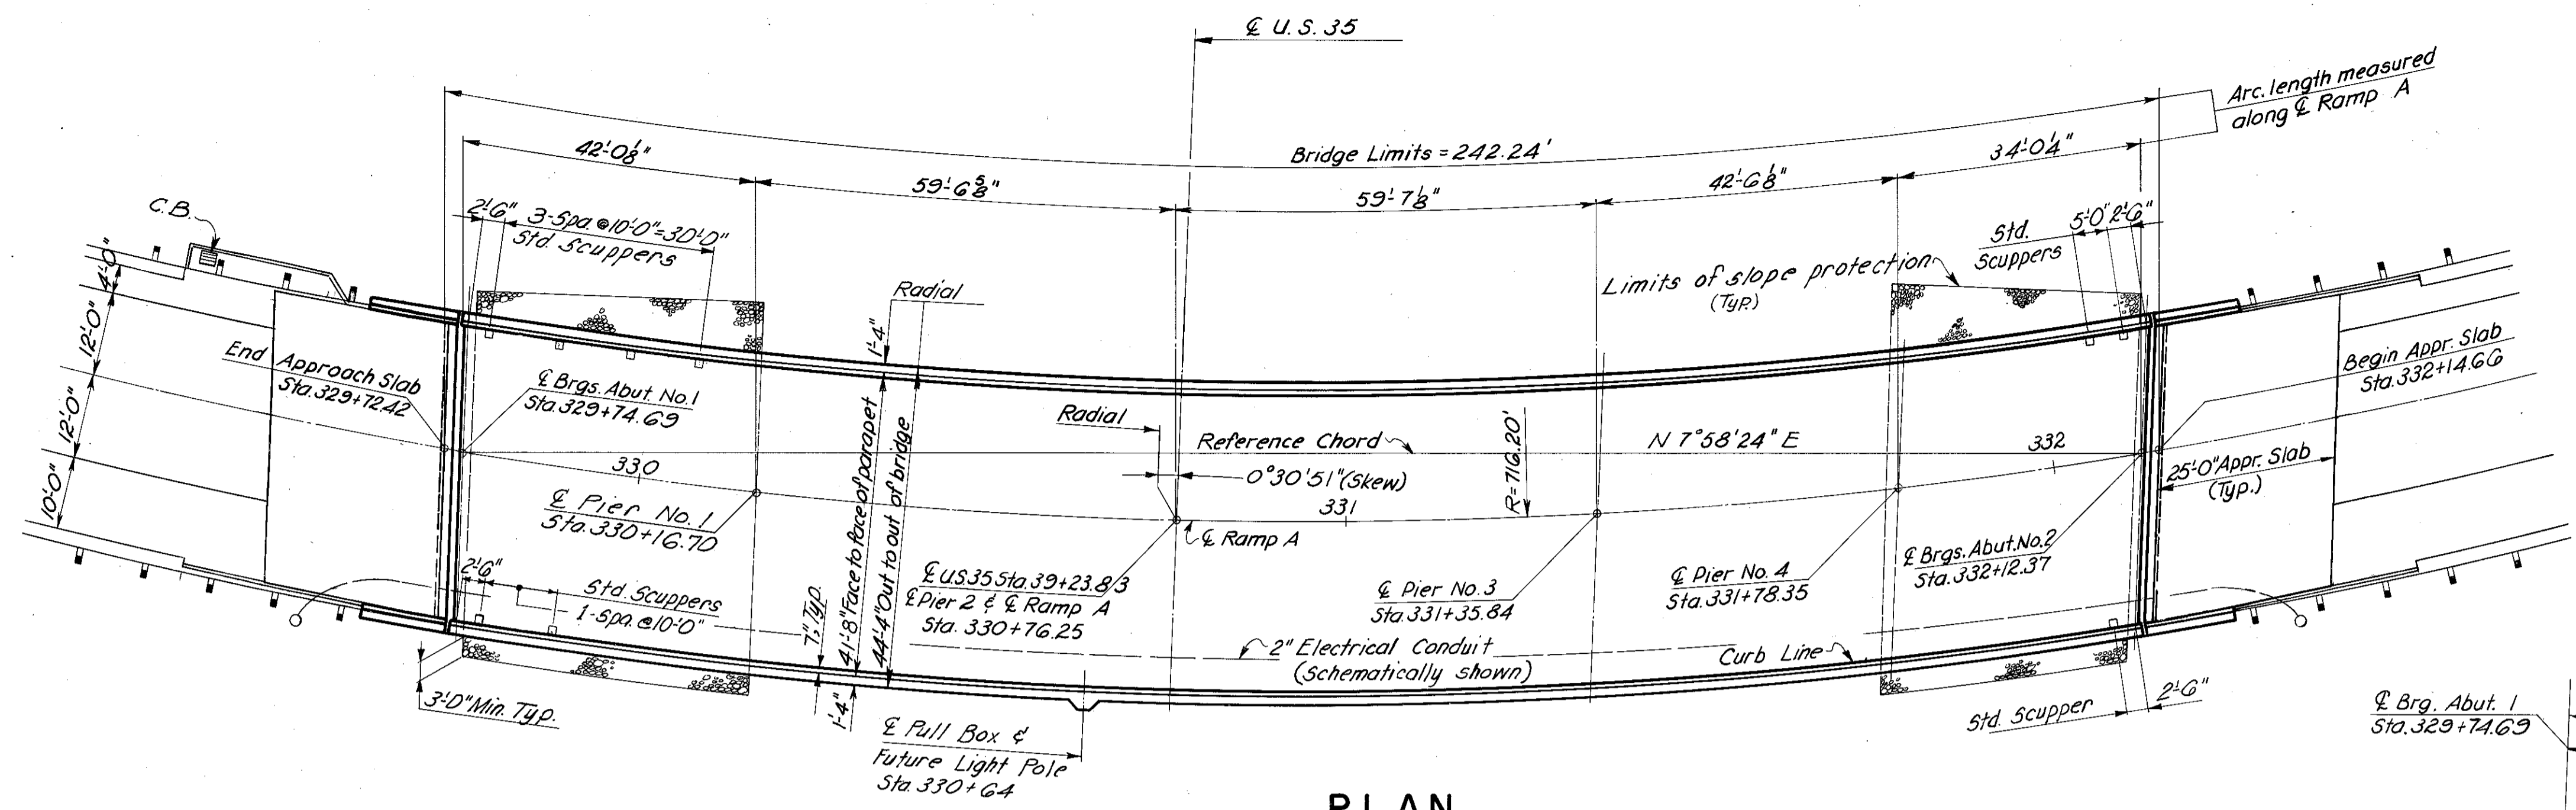 ℄ U.S. 35
Arc. length measured
along ℄ Ramp A
Bridge Limits = 242.24'
42'-0⅛"
59'-6⅝"
59'-7⅛"
42'-6⅛"
34'-0¼"
C.B.
2'-6"
3-Spa. @10'-0"=30'-0"
Std. Scuppers
5'-0" 2'-6"
Std.
Scuppers
Limits of slope protection
(Typ.)
Radial
1'-4"
4'-0"
12'-0"
12'-0"
10'-0"
End Approach Slab
Sta. 329+72.42
℄ Brgs. Abut. No. 1
Sta. 329+74.69
Begin Appr. Slab
Sta. 332+14.66
Radial
Reference Chord
N 7°58'24" E
332
330
0°30'51" (Skew)
331
R=716.20'
25'-0" Appr. Slab
(Typ.)
℄ Pier No. 1
Sta. 330+16.70
41'-8" Face to face of parapet
44'-4" Out to out of bridge
℄ Ramp A
℄ U.S.35 Sta. 39+23.813
℄ Pier 2 & ℄ Ramp A
Sta. 330+76.25
℄ Pier No. 3
Sta. 331+35.84
℄ Pier No. 4
Sta. 331+78.35
℄ Brgs. Abut. No. 2
Sta. 332+12.37
2'-6"
Std. Scuppers
1-Spa. @10'-0"
7" Typ.
2" Electrical Conduit
(Schematically shown)
Curb Line
3'-0" Min. Typ.
1'-4"
℄ Pull Box &
Future Light Pole
Sta. 330+64
Std. Scupper
2'-6"
℄ Brg. Abut. 1
Sta. 329+74.69
PLAN